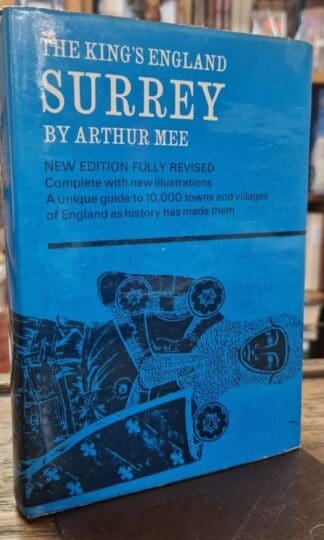 THE KING'S ENGLAND
SURREY
BY ARTHUR MEE
NEW EDITION FULLY REVISED
Complete with new illustrations
A unique guide to 10,000 towns and villages
of England as history has made them